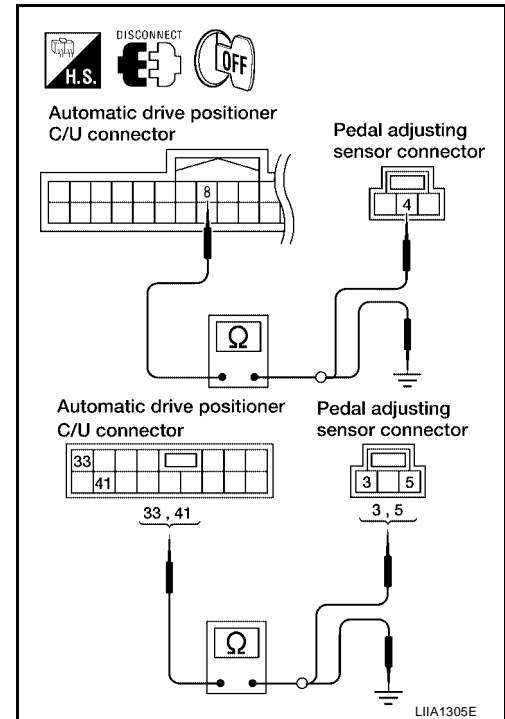 DISCONNECT
H.S.
OFF
Automatic drive positioner
C/U connector
Pedal adjusting
sensor connector
8
4
Ω
Automatic drive positioner
C/U connector
Pedal adjusting
sensor connector
33
41
3 5
33 , 41
3 , 5
Ω
LIIA1305E